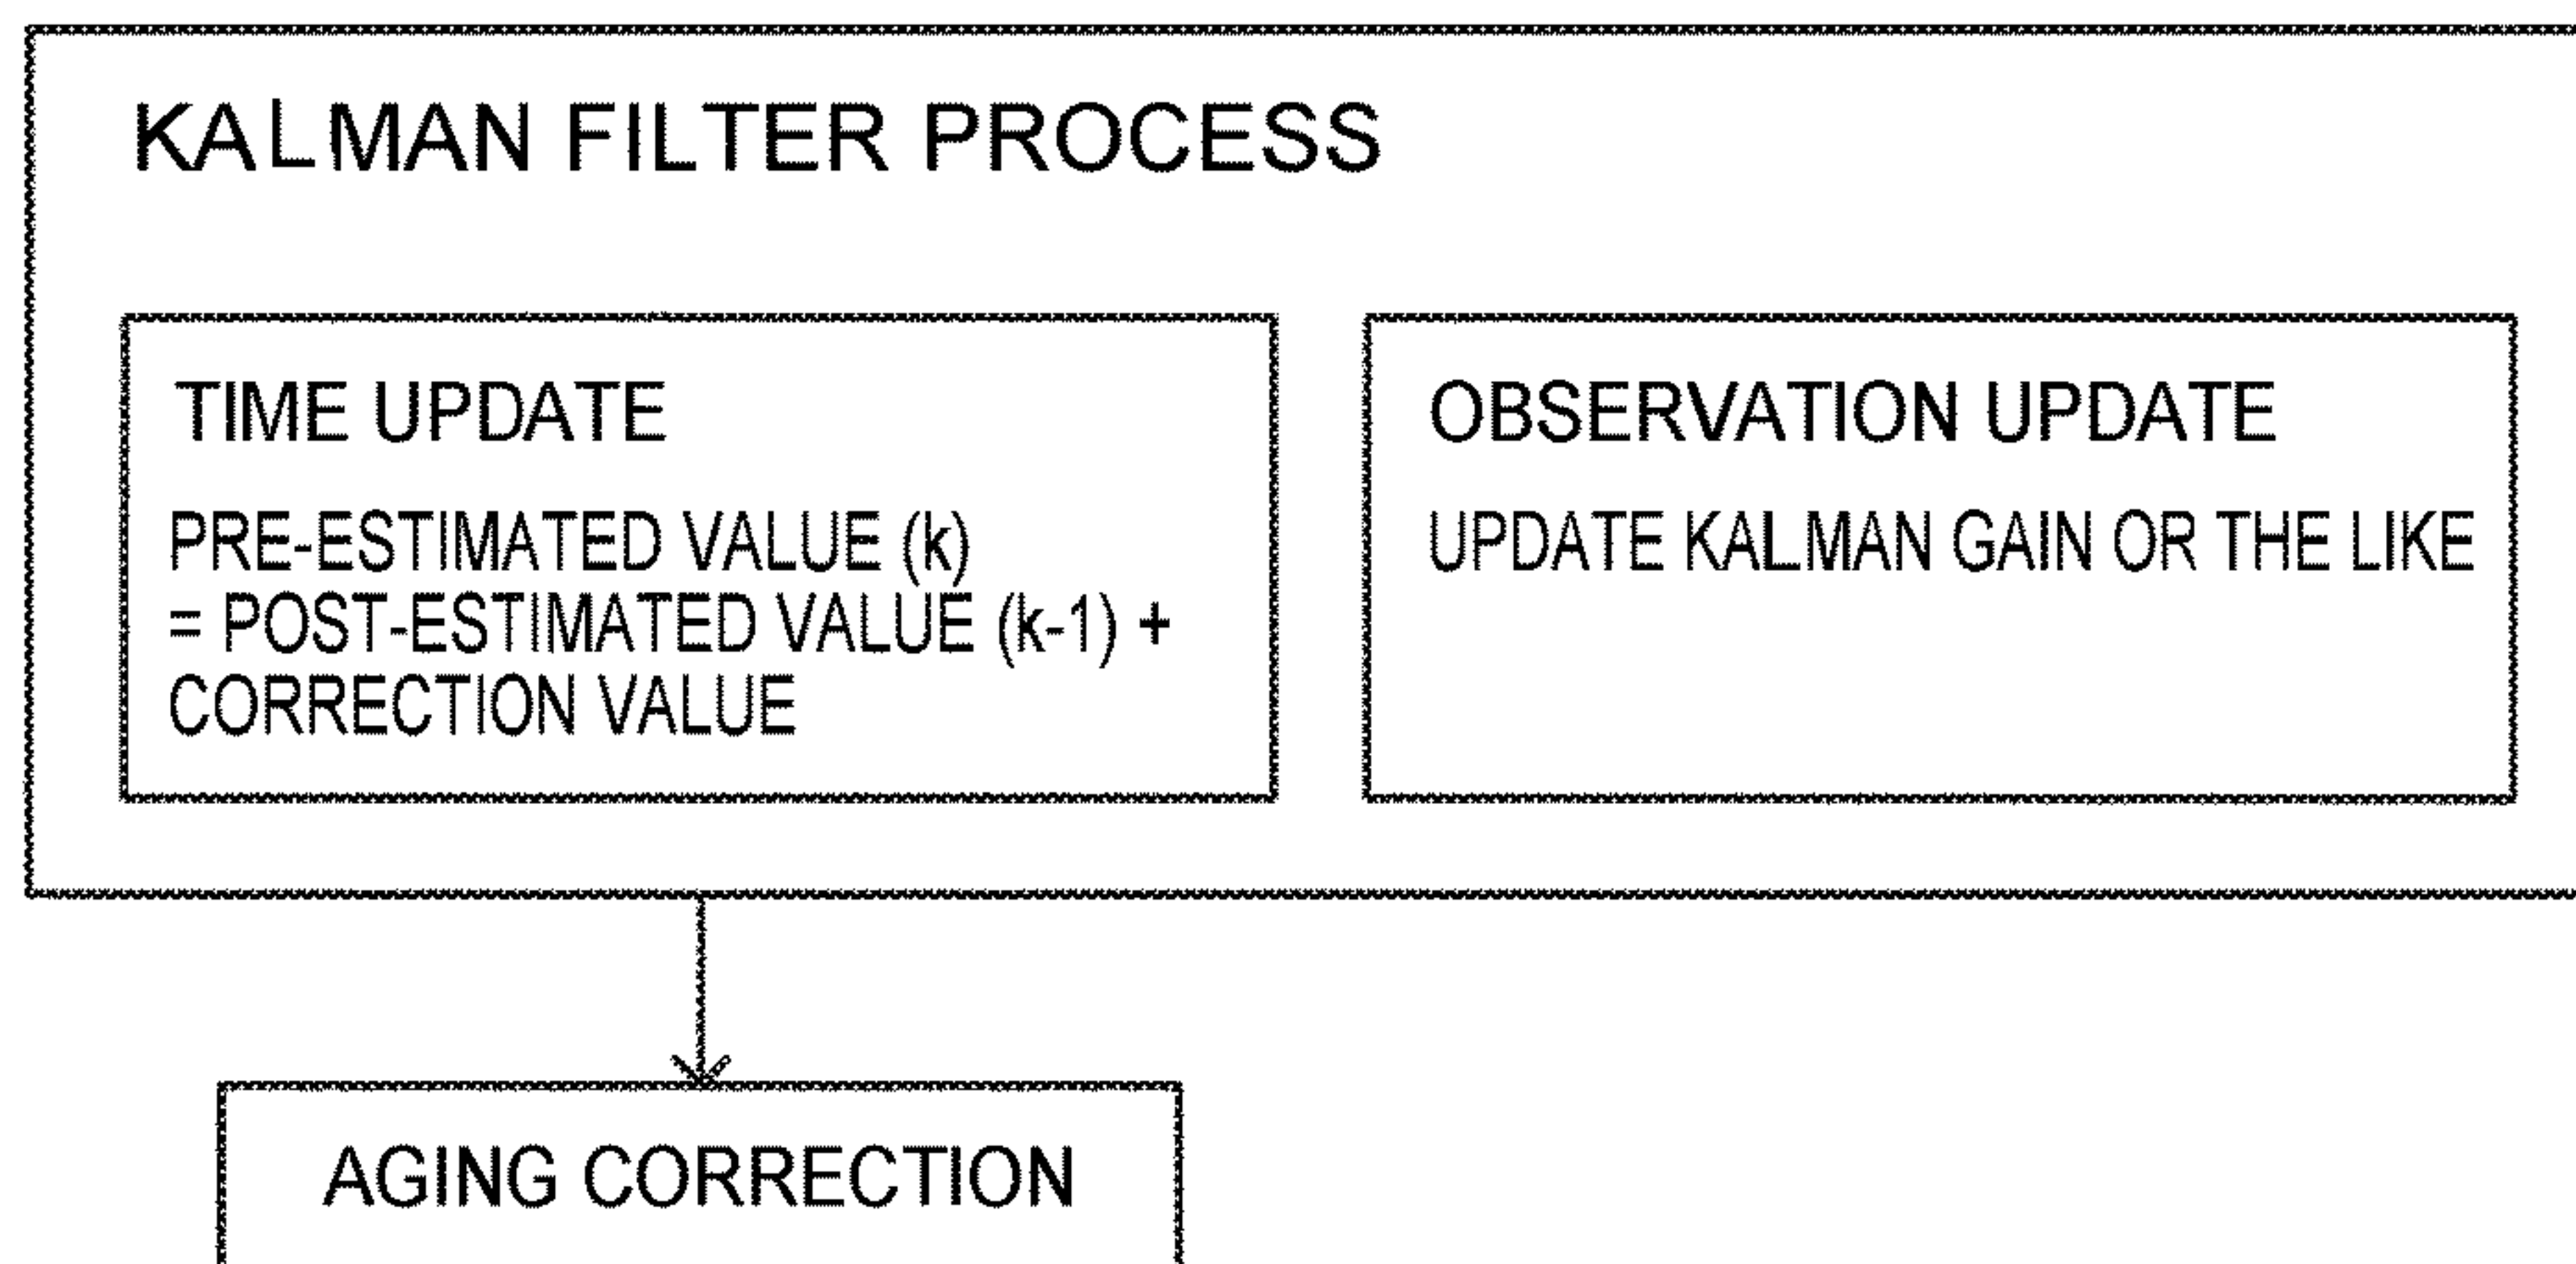 KALMAN FILTER PROCESS
TIME UPDATE
PRE-ESTIMATED VALUE (k)
= POST-ESTIMATED VALUE (k-1) +
CORRECTION VALUE
OBSERVATION UPDATE
UPDATE KALMAN GAIN OR THE LIKE
AGING CORRECTION